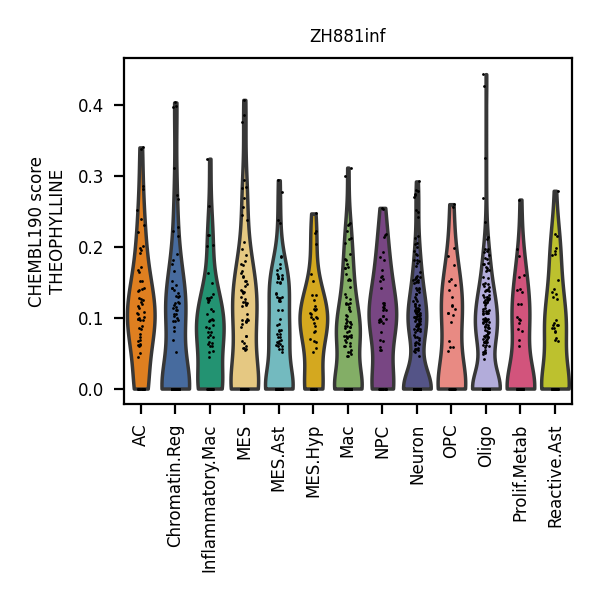 ZH881inf
CHEMBL190 score
THEOPHYLLINE
0.4
0.3
0.2
0.1
0.0
AC
Chromatin.Reg
Inflammatory.Mac
MES
MES.Ast
MES.Hyp
Mac
NPC
Neuron
OPC
Oligo
Prolif.Metab
Reactive.Ast